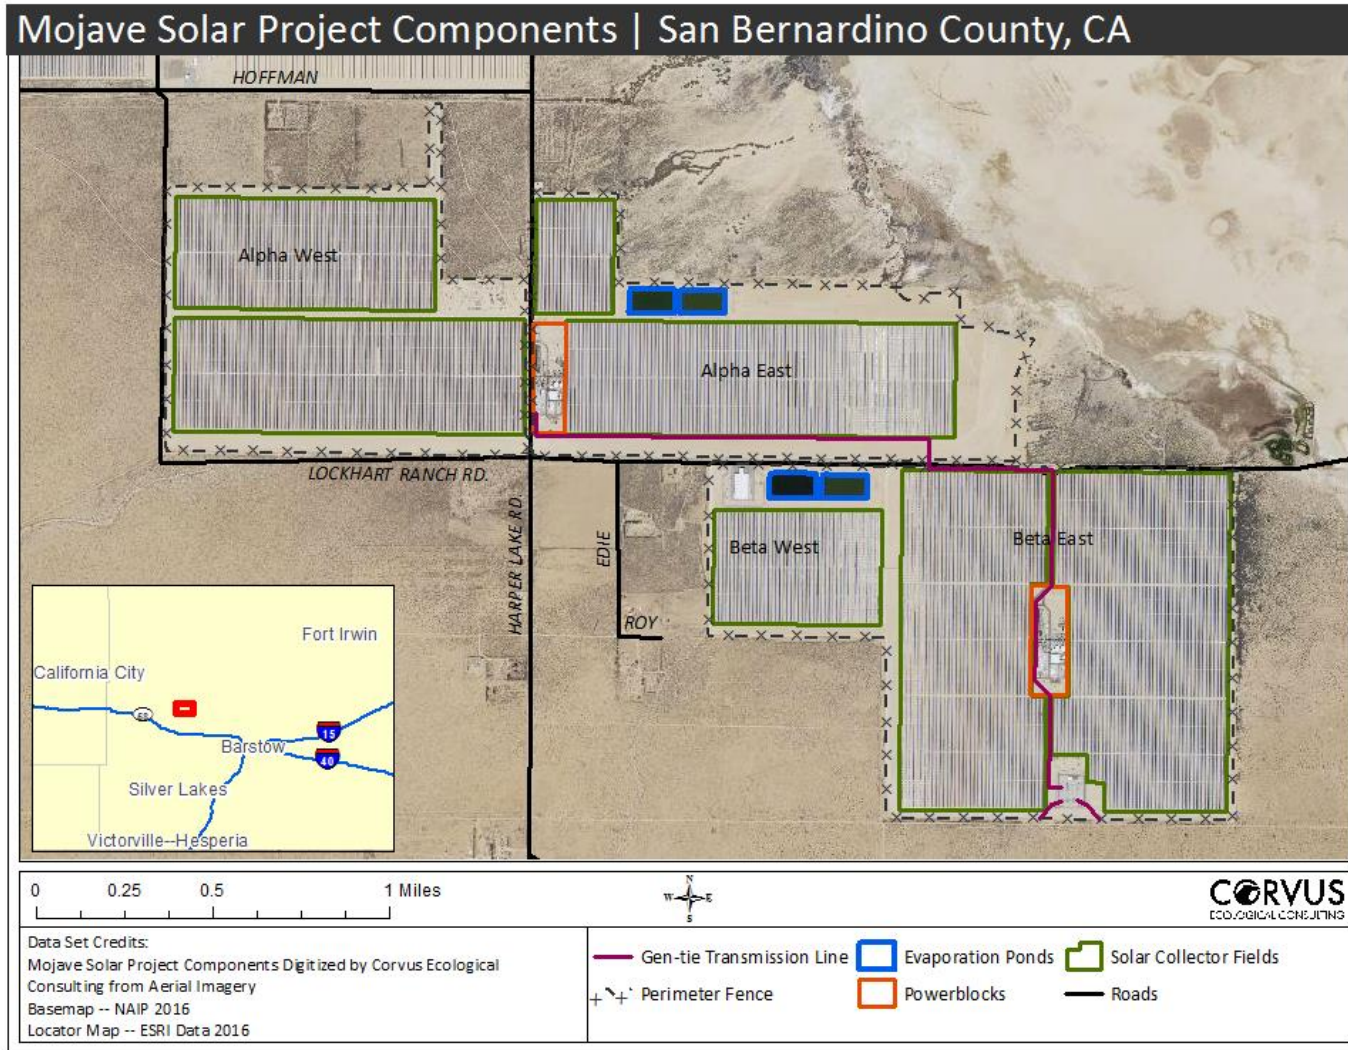 Mojave Solar Project Components | San Bernardino County, CA
HOFFMAN
Alpha West
Alpha East
LOCKHART RANCH RD.
HARPER LAKE RD.
EDIE
ROY
Beta West
Beta East
Fort Irwin
California City
58
15
Barstow
40
Silver Lakes
Victorville--Hesperia
0 0.25 0.5 1 Miles
N
W E
S
CORVUS
ECOLOGICAL CONSULTING
Data Set Credits:
Mojave Solar Project Components Digitized by Corvus Ecological
Consulting from Aerial Imagery
Basemap -- NAIP 2016
Locator Map -- ESRI Data 2016
Gen-tie Transmission Line Evaporation Ponds Solar Collector Fields
Perimeter Fence Powerblocks Roads